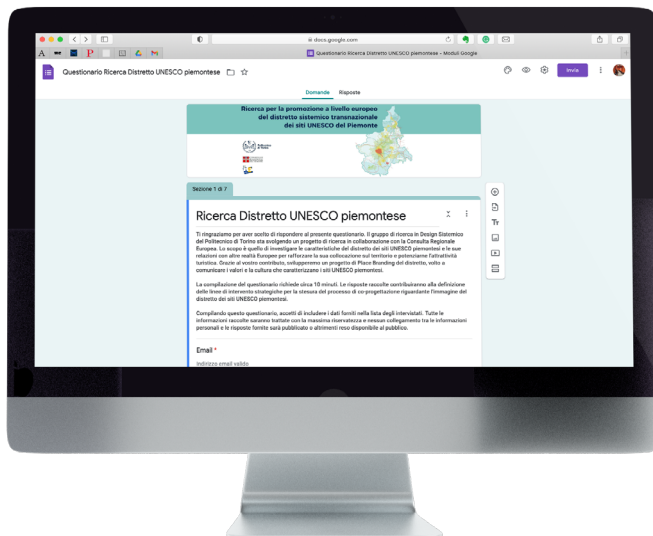 docs.google.com
Questionario Ricerca Distretto UNESCO piemontese - Moduli Google
Questionario Ricerca Distretto UNESCO piemontese
Invia
Domande Risposte
Ricerca per la promozione a livello europeo
del distretto sistemico transnazionale
dei siti UNESCO del Piemonte
Politecnico
di Torino
Sezione 1 di 7
Ricerca Distretto UNESCO piemontese
Ti ringraziamo per aver scelto di rispondere al presente questionario. Il gruppo di ricerca in Design Sistemico
del Politecnico di Torino sta svolgendo un progetto di ricerca in collaborazione con la Consulta Regionale
Europea. Lo scopo è quello di investigare le caratteristiche del distretto dei siti UNESCO piemontesi e le sue
relazioni con altre realtà Europee per rafforzare la sua collocazione sul territorio e potenziarne l'attrattività
turistica. Grazie al vostro contributo, svilupperemo un progetto di Place Branding del distretto, volto a
comunicare i valori e la cultura che caratterizzano i siti UNESCO piemontesi.
La compilazione del questionario richiede circa 10 minuti. Le risposte raccolte contribuiranno alla definizione
delle linee di intervento strategiche per la stesura del processo di co-progettazione riguardante l'immagine del
distretto dei siti UNESCO piemontesi.
Compilando questo questionario, accetti di includere i dati forniti nella lista degli intervistati. Tutte le
informazioni raccolte saranno trattate con la massima riservatezza e nessun collegamento tra le informazioni
personali e le risposte fornite sarà pubblicato o altrimenti reso disponibile al pubblico.
Email *
Indirizzo email valido